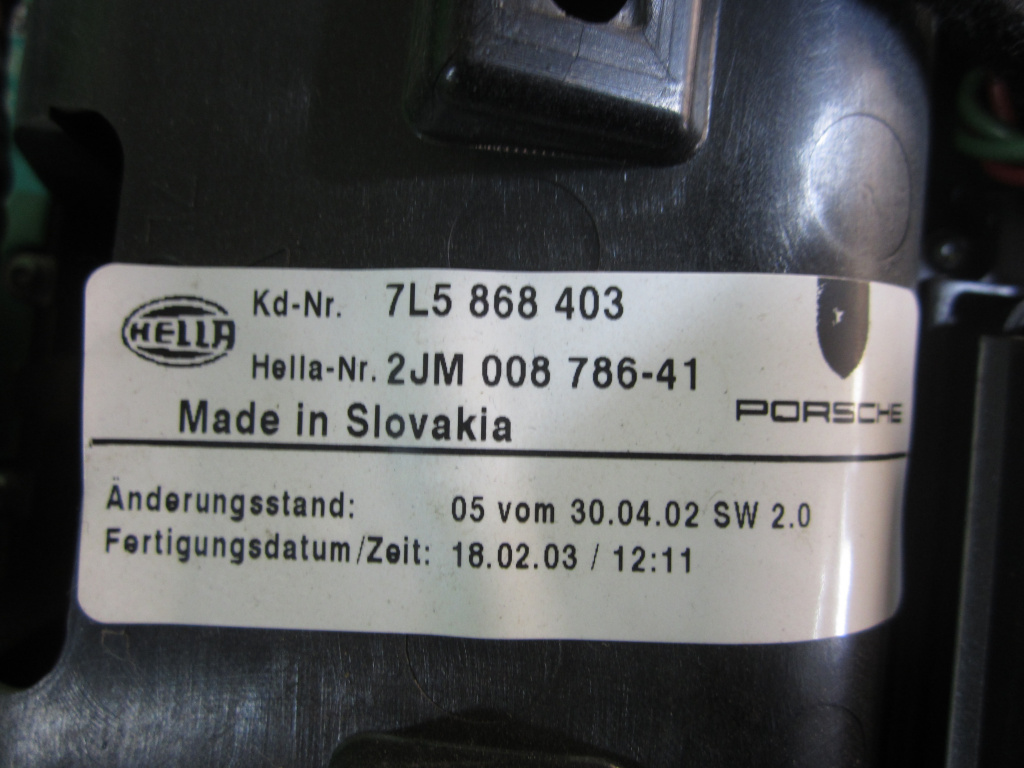 HELLA
Kd-Nr. 7L5 868 403
Hella-Nr. 2JM 008 786-41
Made in Slovakia
PORSCHE
Änderungsstand: 05 vom 30.04.02 SW 2.0
Fertigungsdatum/Zeit: 18.02.03 / 12:11